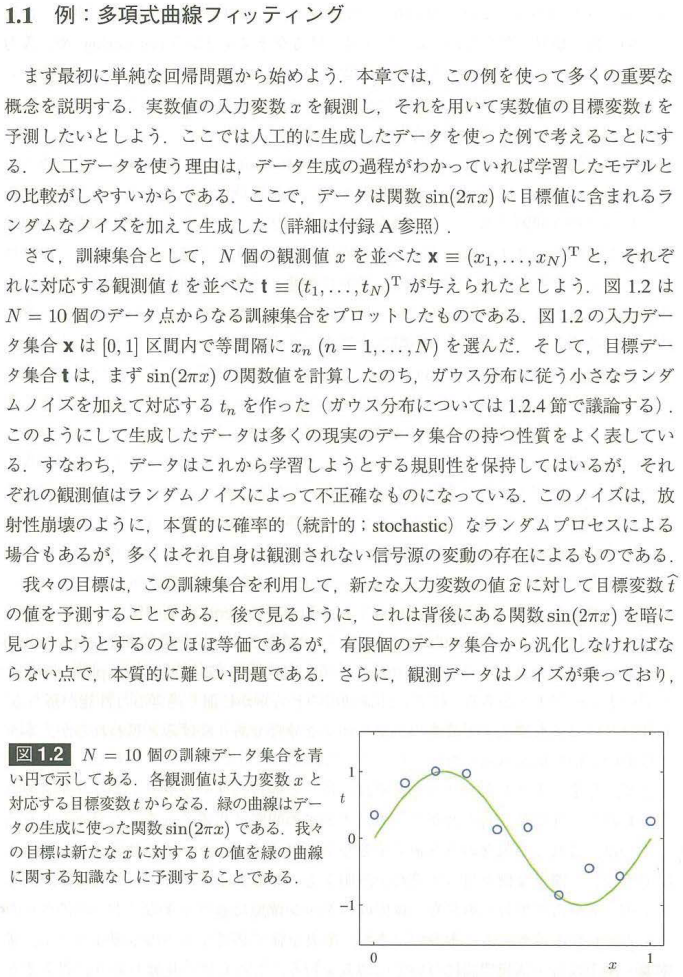 1.1 例：多項式曲線フィッティング
まず最初に単純な回帰問題から始めよう．本章では，この例を使って多くの重要な
概念を説明する．実数値の入力変数 x を観測し，それを用いて実数値の目標変数 t を
予測したいとしよう．ここでは人工的に生成したデータを使った例で考えることにす
る． 人工データを使う理由は，データ生成の過程がわかっていれば学習したモデルと
の比較がしやすいからである．ここで，データは関数 sin(2πx) に目標値に含まれるラ
ンダムなノイズを加えて生成した（詳細は付録 A 参照）．
さて，訓練集合として，N 個の観測値 x を並べた x ≡ (x₁,...,x_N)ᵀ と，それぞ
れに対応する観測値 t を並べた t ≡ (t₁,...,t_N)ᵀ が与えられたとしよう．図 1.2 は
N = 10 個のデータ点からなる訓練集合をプロットしたものである．図 1.2 の入力デー
タ集合 x は [0, 1] 区間内で等間隔に xₙ (n = 1,...,N) を選んだ．そして，目標デー
タ集合 t は，まず sin(2πx) の関数値を計算したのち，ガウス分布に従う小さなランダ
ムノイズを加えて対応する tₙ を作った（ガウス分布については 1.2.4 節で議論する）．
このようにして生成したデータは多くの現実のデータ集合の持つ性質をよく表してい
る．すなわち，データはこれから学習しようとする規則性を保持してはいるが，それ
ぞれの観測値はランダムノイズによって不正確なものになっている．このノイズは，放
射性崩壊のように，本質的に確率的（統計的；stochastic）なランダムプロセスによる
場合もあるが，多くはそれ自身は観測されない信号源の変動の存在によるものである．
我々の目標は，この訓練集合を利用して，新たな入力変数の値 x̂ に対して目標変数 t̂
の値を予測することである．後で見るように，これは背後にある関数 sin(2πx) を暗に
見つけようとするのとほぼ等価であるが，有限個のデータ集合から汎化しなければな
らない点で，本質的に難しい問題である．さらに，観測データはノイズが乗っており，
図 1.2 N = 10 個の訓練データ集合を青
い円で示してある．各観測値は入力変数 x と
対応する目標変数 t からなる．緑の曲線はデー
タの生成に使った関数 sin(2πx) である．我々
の目標は新たな x に対する t の値を緑の曲線
に関する知識なしに予測することである．
1
t
0
−1
0
x
1